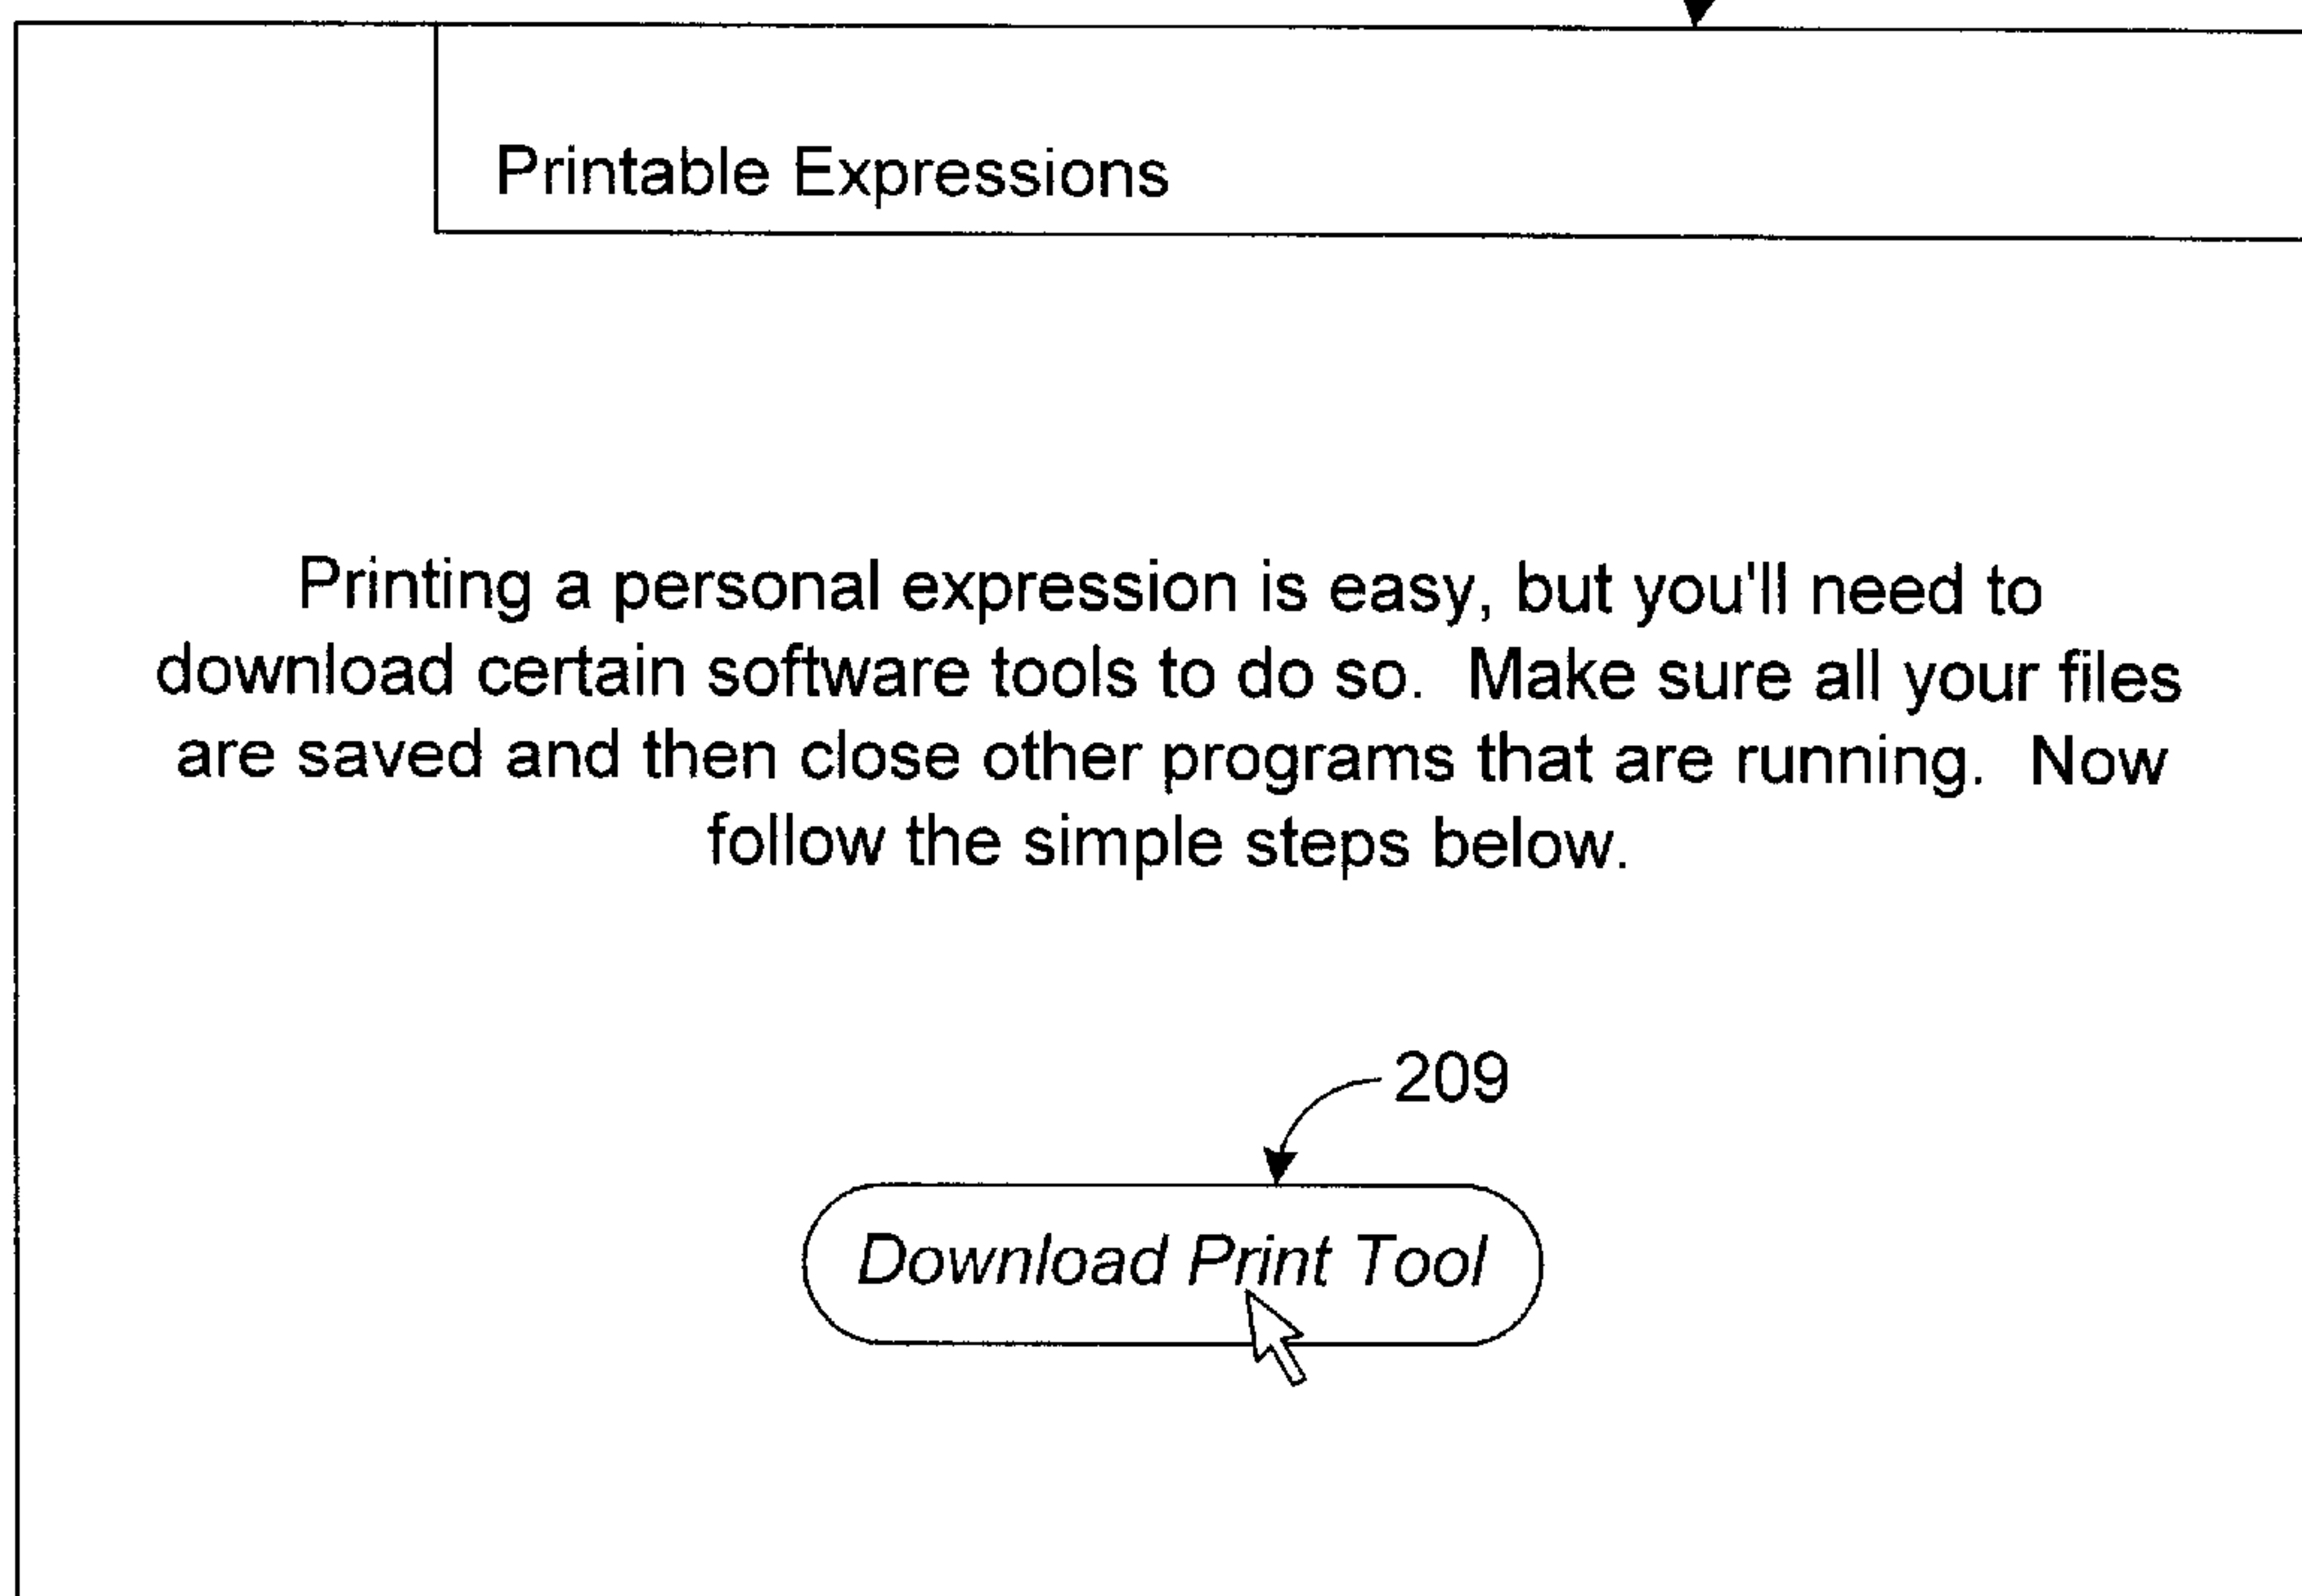 Printable Expressions
Printing a personal expression is easy, but you'll need to
download certain software tools to do so.  Make sure all your files
are saved and then close other programs that are running.  Now
follow the simple steps below.
209
Download Print Tool